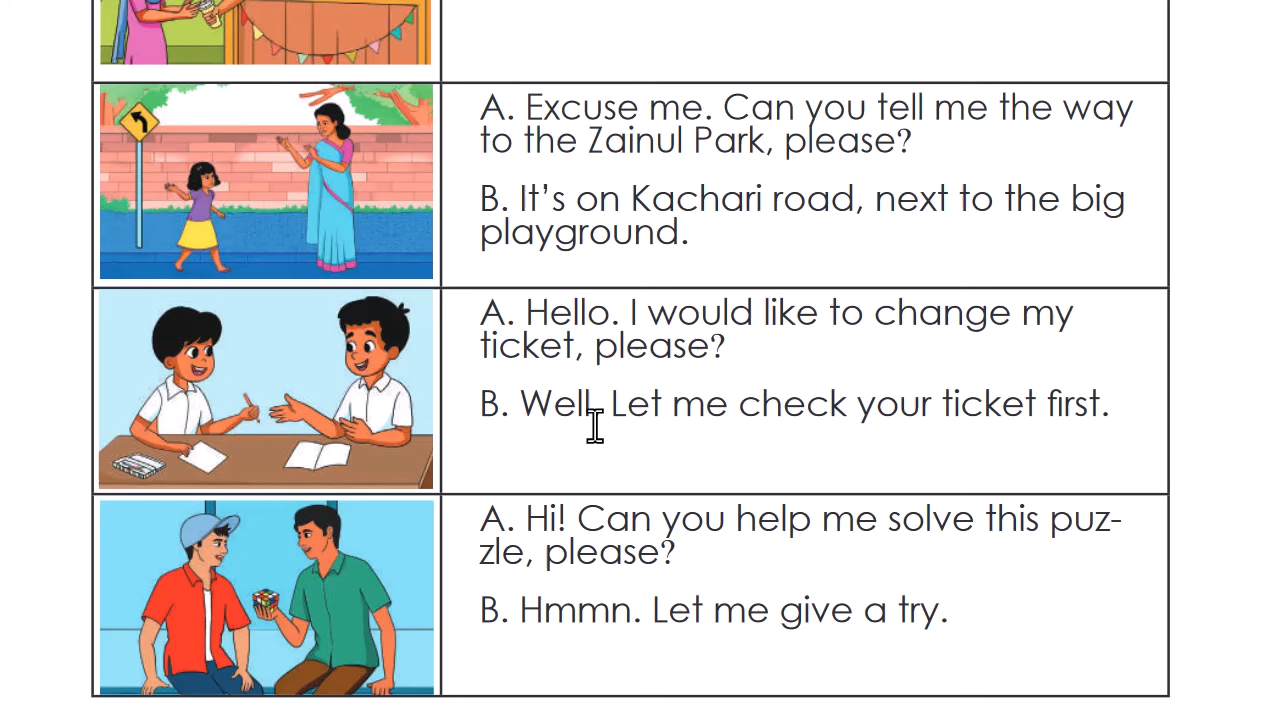 A. Excuse me. Can you tell me the way
to the Zainul Park, please?
B. It's on Kachari road, next to the big
playground.
A. Hello. I would like to change my
ticket, please?
B. Well. Let me check your ticket first.
A. Hi! Can you help me solve this puz-
zle, please?
B. Hmmn. Let me give a try.